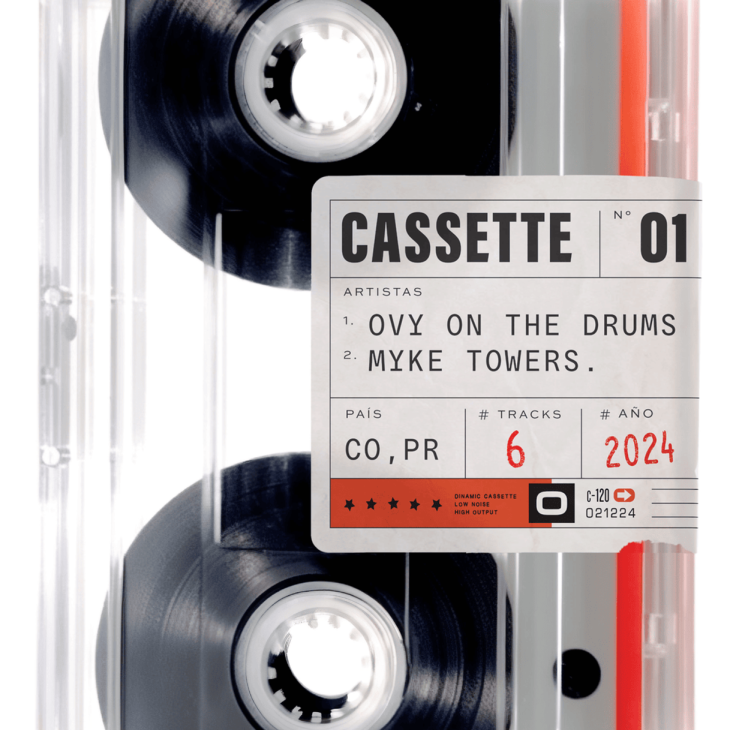 CASSETTE Nº 01
ARTISTAS
1. OVY ON THE DRUMS
2. MYKE TOWERS.
PAÍS # TRACKS # AÑO
CO,PR 6 2024
★ ★ ★ ★ ★
DINAMIC CASSETTE
LOW NOISE
HIGH OUTPUT
C-120
021224